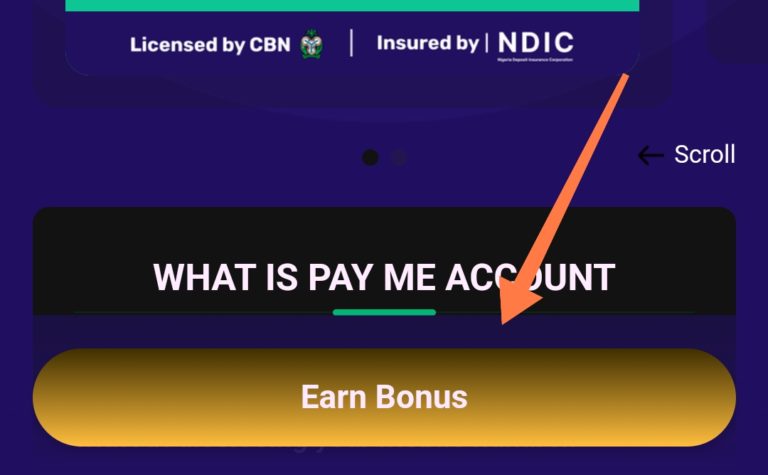 Licensed by CBN | Insured by | NDIC
Nigeria Deposit Insurance Corporation
Scroll
WHAT IS PAY ME ACCOUNT
Earn Bonus